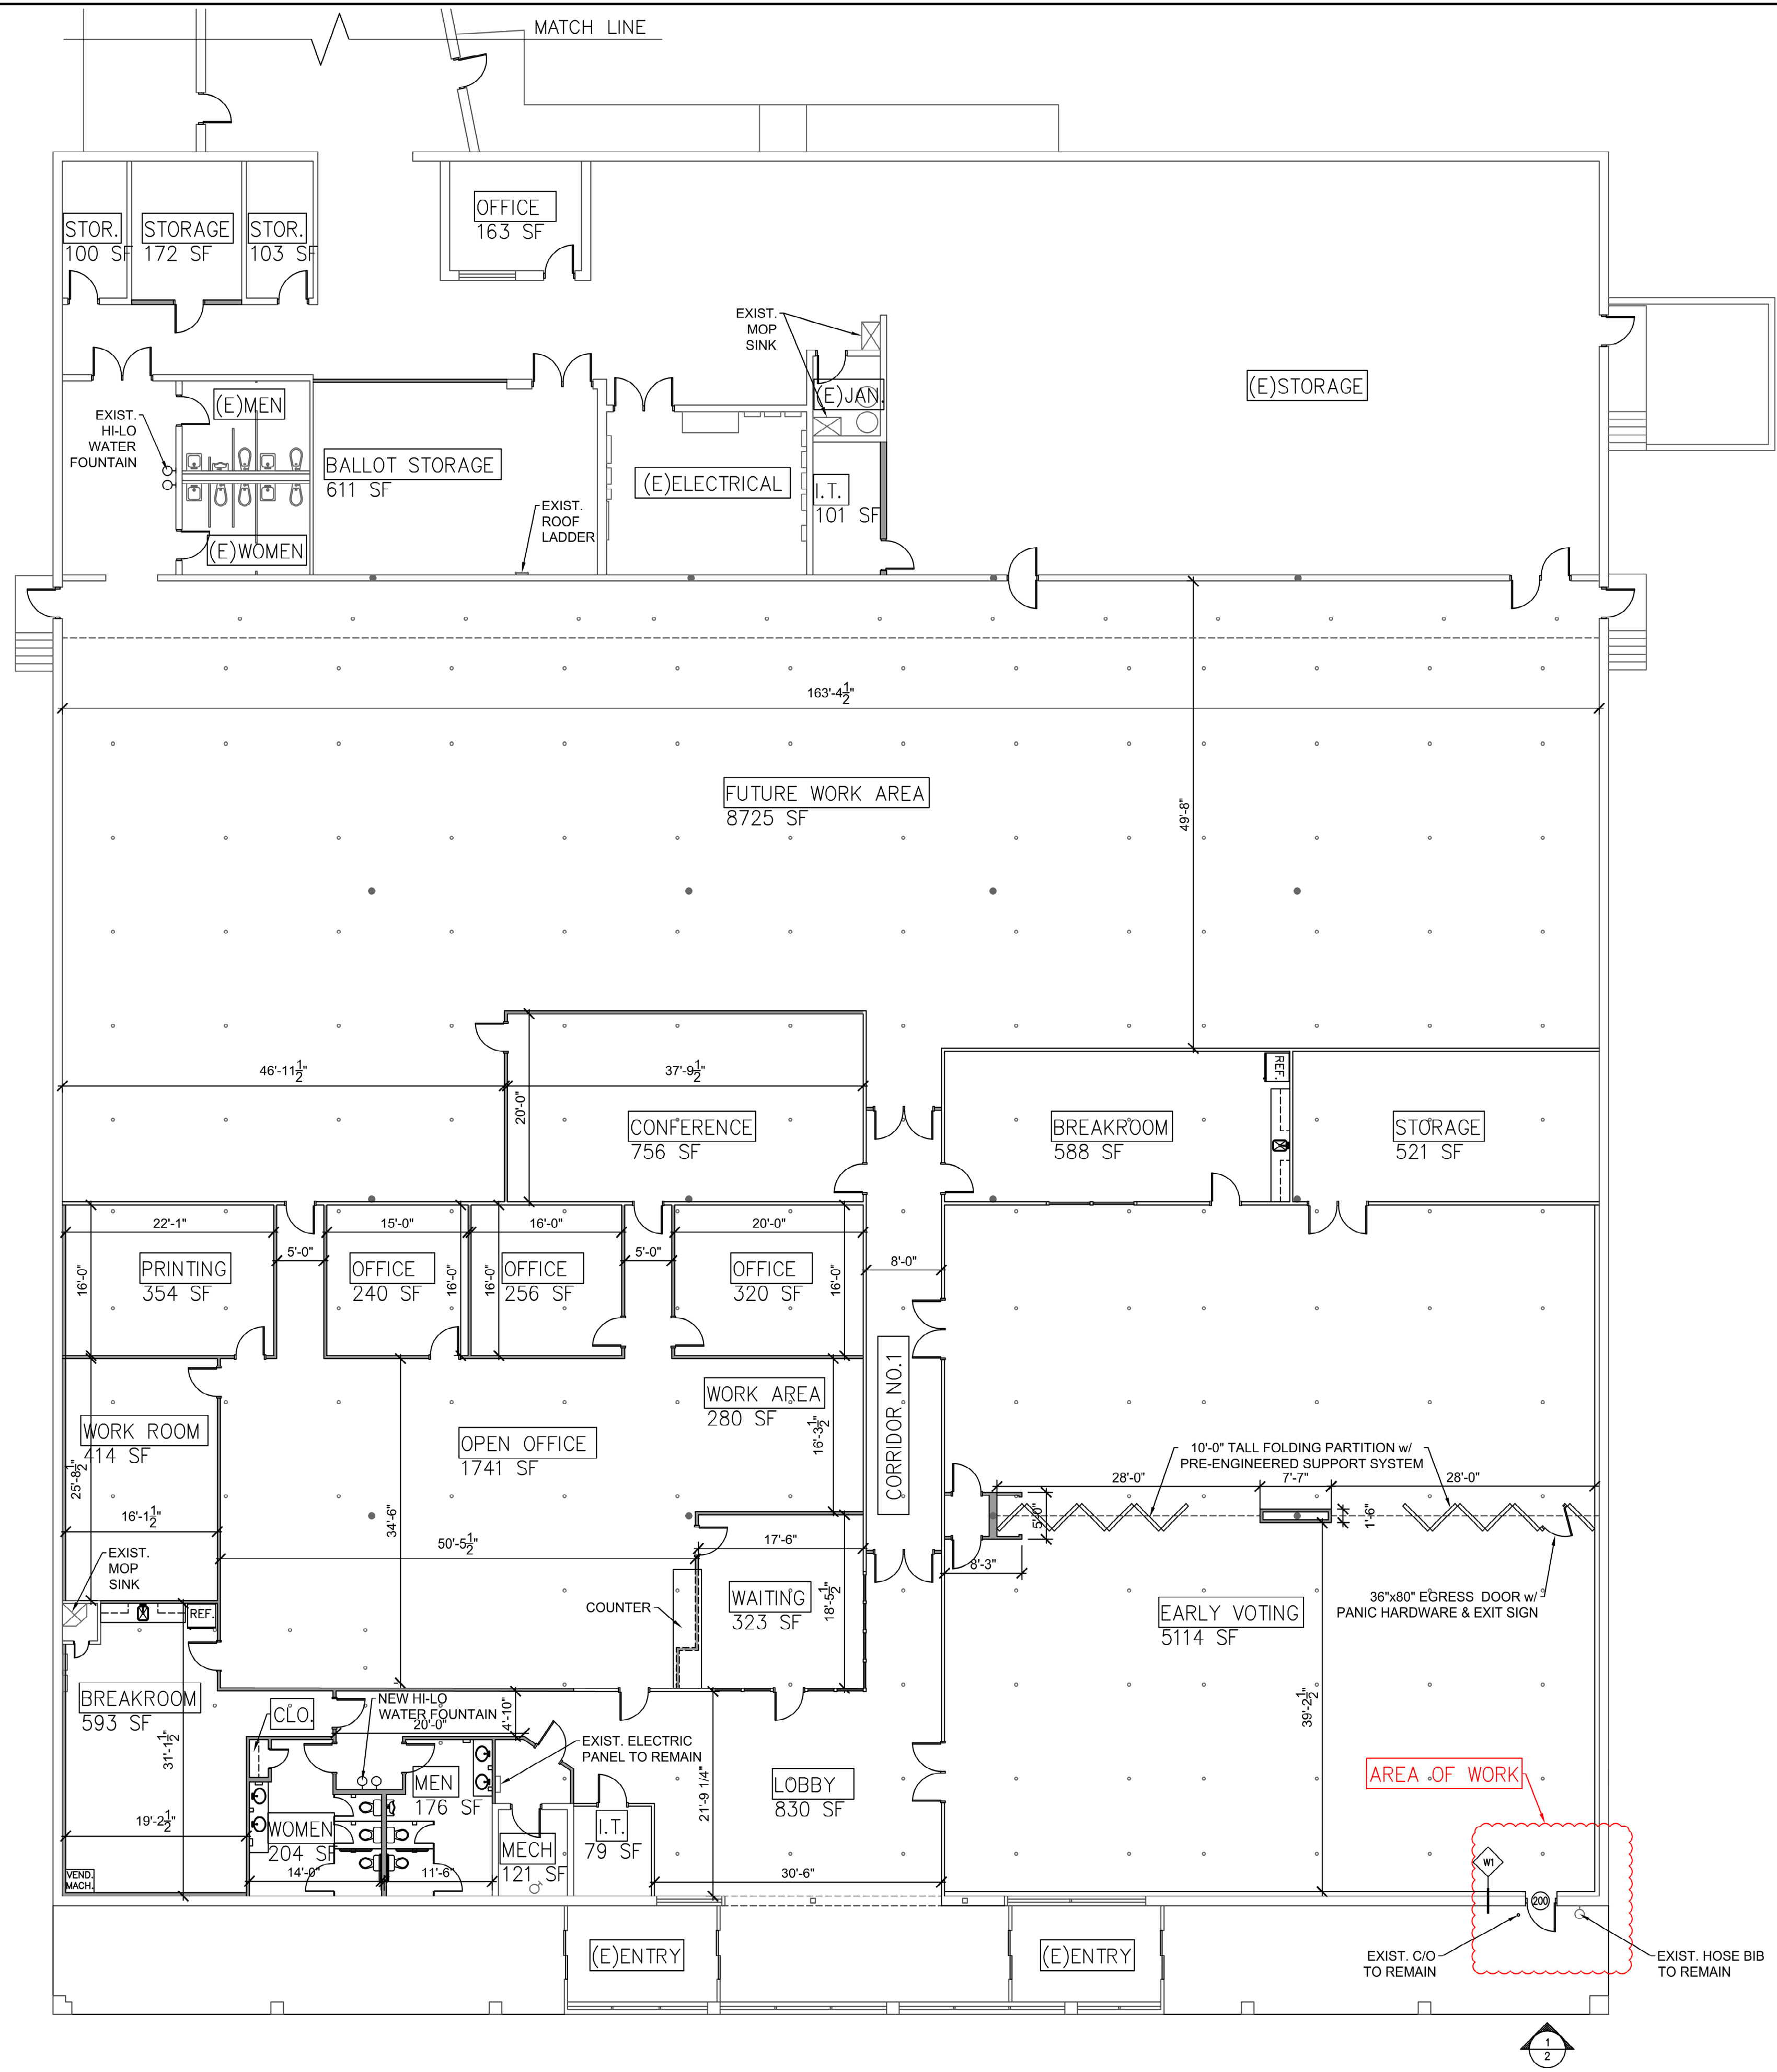 MATCH LINE
OFFICE
163 SF
STOR.
100 SF
STORAGE
172 SF
STOR.
103 SF
EXIST.
MOP
SINK
(E)STORAGE
(E)MEN
(E)JAN.
EXIST.
HI-LO
WATER
FOUNTAIN
BALLOT STORAGE
611 SF
(E)ELECTRICAL
I.T.
101 SF
EXIST.
ROOF
LADDER
(E)WOMEN
163'-4 1/2"
FUTURE WORK AREA
8725 SF
49'-8"
46'-11 1/2"
37'-9 1/2"
20'-0"
REF.
CONFERENCE
756 SF
BREAKROOM
588 SF
STORAGE
521 SF
22'-1"
5'-0"
15'-0"
16'-0"
5'-0"
20'-0"
8'-0"
16'-0"
PRINTING
354 SF
OFFICE
240 SF
16'-0"
16'-0"
OFFICE
256 SF
OFFICE
320 SF
16'-0"
CORRIDOR NO.1
WORK AREA
280 SF
16'-3 1/2"
WORK ROOM
414 SF
25'-8 1/2"
OPEN OFFICE
1741 SF
10'-0" TALL FOLDING PARTITION w/
PRE-ENGINEERED SUPPORT SYSTEM
28'-0"
7'-7"
28'-0"
16'-1 1/2"
34'-6"
5'-0"
1'-6"
50'-5 1/2"
17'-6"
8'-3"
EXIST.
MOP
SINK
REF.
COUNTER
WAITING
323 SF
18'-5 1/2"
EARLY VOTING
5114 SF
36"x80" EGRESS DOOR w/
PANIC HARDWARE & EXIT SIGN
BREAKROOM
593 SF
31'-1 1/2"
CLO.
NEW HI-LO
WATER FOUNTAIN
20'-0"
4'-10"
EXIST. ELECTRIC
PANEL TO REMAIN
39'-2 1/2"
MEN
176 SF
21'-9 1/4"
LOBBY
830 SF
AREA OF WORK
19'-2 1/2"
WOMEN
204 SF
MECH
121 SF
I.T.
79 SF
VEND.
MACH.
14'-0"
11'-6"
30'-6"
W1
200
(E)ENTRY
(E)ENTRY
EXIST. C/O
TO REMAIN
EXIST. HOSE BIB
TO REMAIN
1
2